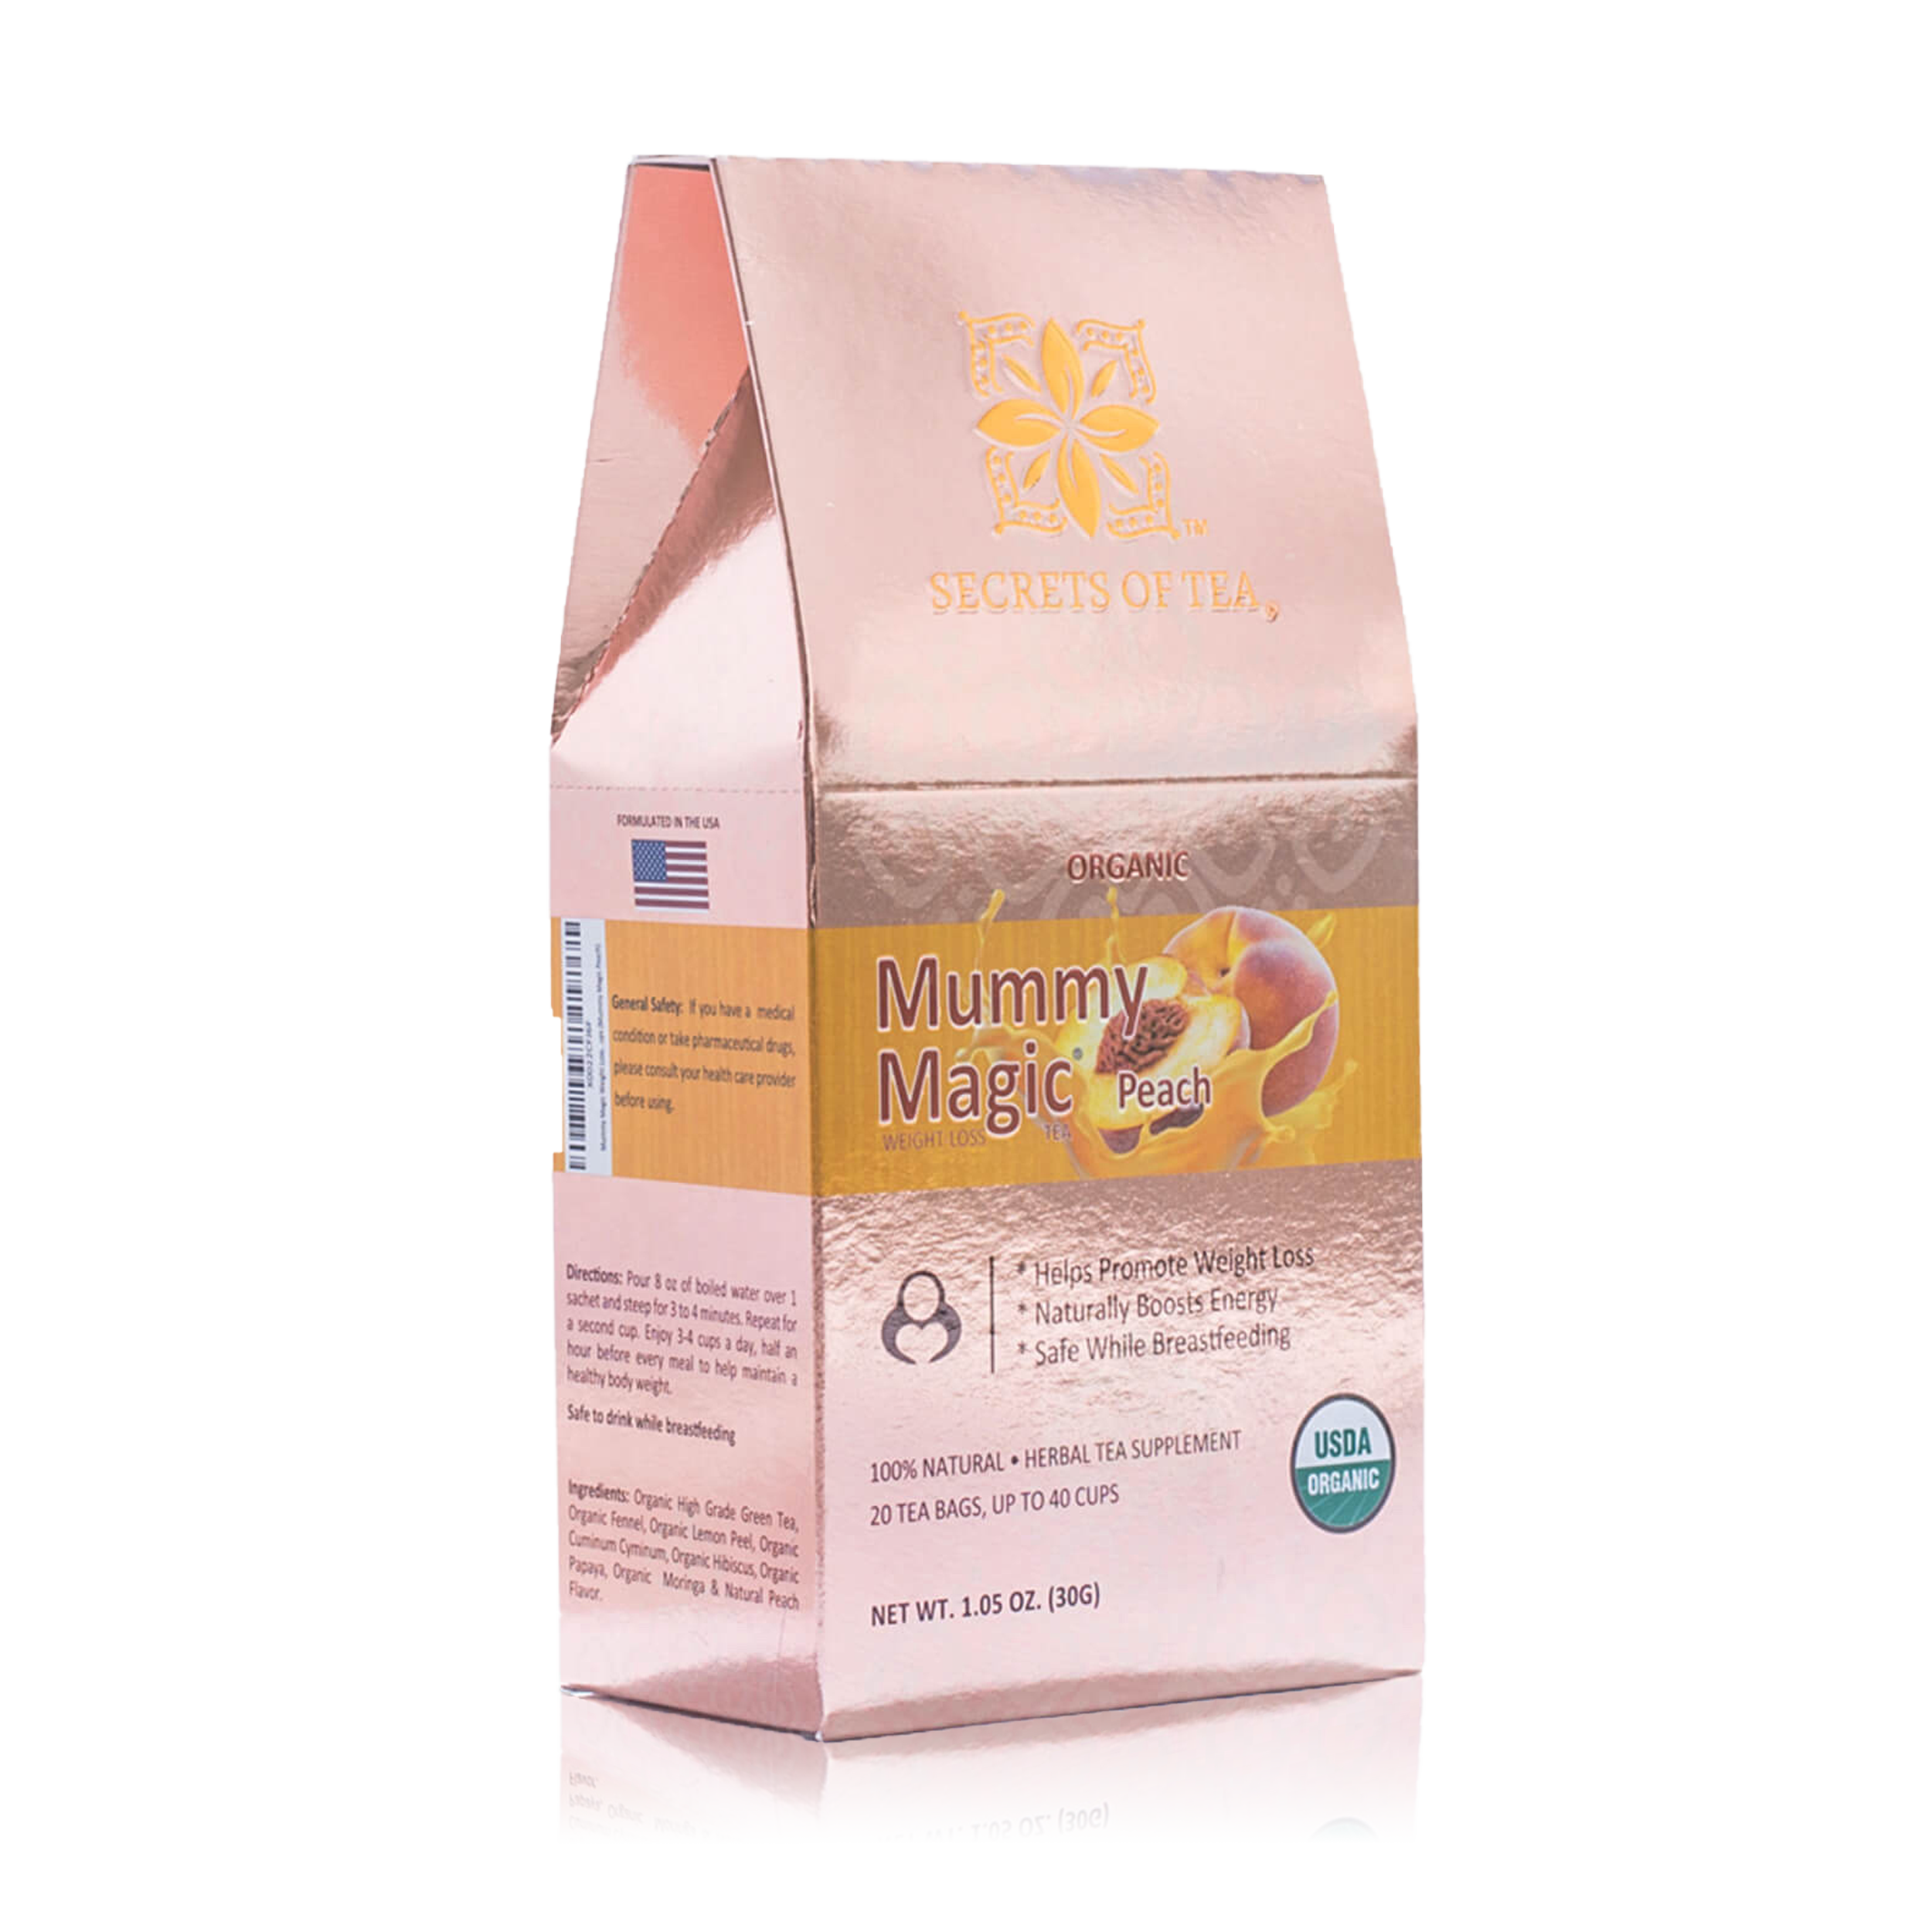 TM
SECRETS OF TEA
ORGANIC
Mummy
Magic® Peach
WEIGHT LOSS TEA
* Helps Promote Weight Loss
* Naturally Boosts Energy
* Safe While Breastfeeding
100% NATURAL • HERBAL TEA SUPPLEMENT
20 TEA BAGS, UP TO 40 CUPS
USDA
ORGANIC
NET WT. 1.05 OZ. (30G)
FORMULATED IN THE USA
General Safety: If you have a medical
condition or take pharmaceutical drugs,
please consult your health care provider
before using.
Directions: Pour 8 oz of boiled water over 1
sachet and steep for 3 to 4 minutes. Repeat for
a second cup. Enjoy 3-4 cups a day, half an
hour before every meal to help maintain a
healthy body weight.
Safe to drink while breastfeeding
Ingredients: Organic High Grade Green Tea,
Organic Fennel, Organic Lemon Peel, Organic
Cuminum Cyminum, Organic Hibiscus, Organic
Papaya, Organic Moringa & Natural Peach
Flavor.